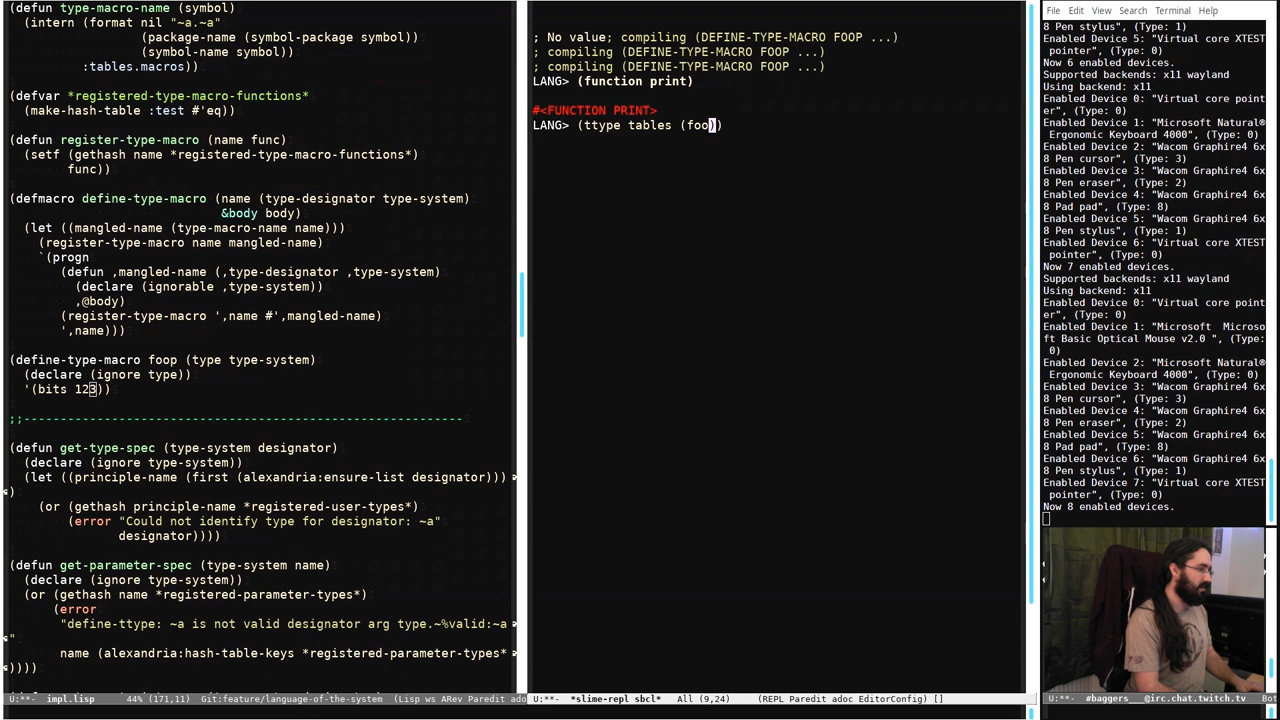 (defun type-macro-name (symbol)
  (intern (format nil "~a.~a"
                  (package-name (symbol-package symbol))
                  (symbol-name symbol))
          :tables.macros))
(defvar *registered-type-macro-functions*
  (make-hash-table :test #'eq))
(defun register-type-macro (name func)
  (setf (gethash name *registered-type-macro-functions*)
        func))
(defmacro define-type-macro (name (type-designator type-system)
                             &body body)
  (let ((mangled-name (type-macro-name name)))
    (register-type-macro name mangled-name)
    `(progn
       (defun ,mangled-name (,type-designator ,type-system)
         (declare (ignorable ,type-system))
         ,@body)
       (register-type-macro ',name #',mangled-name)
       ',name)))
(define-type-macro foop (type type-system)
  (declare (ignore type))
  '(bits 123))
;;------------------------------------------------------------
(defun get-type-spec (type-system designator)
  (declare (ignore type-system))
  (let ((principle-name (first (alexandria:ensure-list designator)))
)
    (or (gethash principle-name *registered-user-types*)
        (error "Could not identify type for designator: ~a"
               designator))))
(defun get-parameter-spec (type-system name)
  (declare (ignore type-system))
  (or (gethash name *registered-parameter-types*)
      (error
       "define-ttype: ~a is not valid designator arg type.~%valid:~a
"
       name (alexandria:hash-table-keys *registered-parameter-types*
))))
U:**-  impl.lisp      44% (171,11)   Git:feature/language-of-the-system  (Lisp ws ARev Paredit adoc
; No value; compiling (DEFINE-TYPE-MACRO FOOP ...)
; compiling (DEFINE-TYPE-MACRO FOOP ...)
; compiling (DEFINE-TYPE-MACRO FOOP ...)
LANG> (function print)
#<FUNCTION PRINT>
LANG> (ttype tables (foo))
U:**-  *slime-repl sbcl*   All (9,24)     (REPL Paredit adoc EditorConfig) []
File Edit View Search Terminal Help
8 Pen stylus", (Type: 1)
Enabled Device 5: "Virtual core XTEST
 pointer", (Type: 0)
Now 6 enabled devices.
Supported backends: x11 wayland
Using backend: x11
Enabled Device 0: "Virtual core point
er", (Type: 0)
Enabled Device 1: "Microsoft Natural®
 Ergonomic Keyboard 4000", (Type: 0)
Enabled Device 2: "Wacom Graphire4 6x
8 Pen cursor", (Type: 3)
Enabled Device 3: "Wacom Graphire4 6x
8 Pen eraser", (Type: 2)
Enabled Device 4: "Wacom Graphire4 6x
8 Pad pad", (Type: 8)
Enabled Device 5: "Wacom Graphire4 6x
8 Pen stylus", (Type: 1)
Enabled Device 6: "Virtual core XTEST
 pointer", (Type: 0)
Now 7 enabled devices.
Supported backends: x11 wayland
Using backend: x11
Enabled Device 0: "Virtual core point
er", (Type: 0)
Enabled Device 1: "Microsoft  Microso
ft Basic Optical Mouse v2.0 ", (Type:
 0)
Enabled Device 2: "Microsoft Natural®
 Ergonomic Keyboard 4000", (Type: 0)
Enabled Device 3: "Wacom Graphire4 6x
8 Pen cursor", (Type: 3)
Enabled Device 4: "Wacom Graphire4 6x
8 Pen eraser", (Type: 2)
Enabled Device 5: "Wacom Graphire4 6x
8 Pad pad", (Type: 8)
Enabled Device 6: "Wacom Graphire4 6x
8 Pen stylus", (Type: 1)
Enabled Device 7: "Virtual core XTEST
 pointer", (Type: 0)
Now 8 enabled devices.
U:**-  #baggers__@irc.chat.twitch.tv   Bot